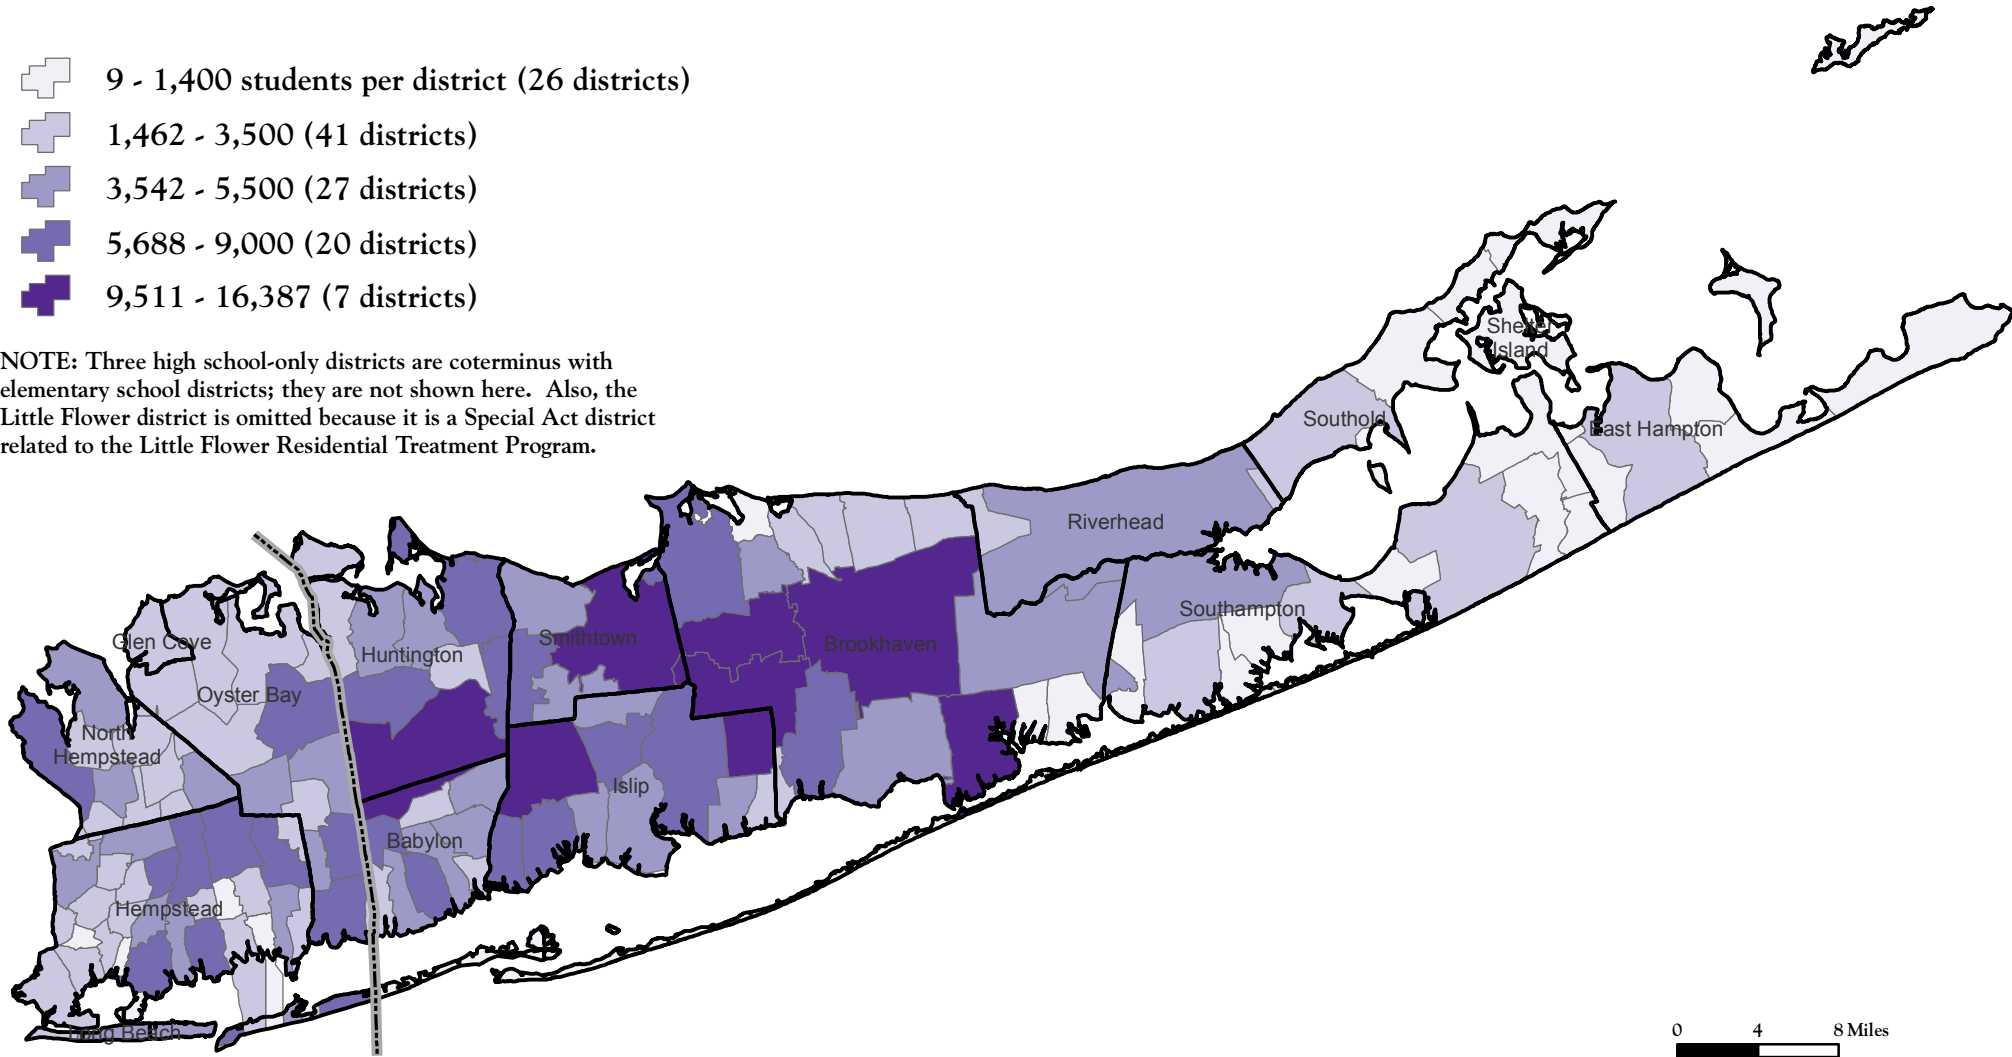 9 - 1,400 students per district (26 districts)
1,462 - 3,500 (41 districts)
3,542 - 5,500 (27 districts)
5,688 - 9,000 (20 districts)
9,511 - 16,387 (7 districts)
NOTE: Three high school-only districts are coterminus with
elementary school districts; they are not shown here. Also, the
Little Flower district is omitted because it is a Special Act district
related to the Little Flower Residential Treatment Program.
Shelter
Island
Southold
East Hampton
Riverhead
Southampton
Glen Cove
Huntington
Smithtown
Brookhaven
Oyster Bay
North
Hempstead
Islip
Babylon
Hempstead
Long Beach
0 4 8 Miles